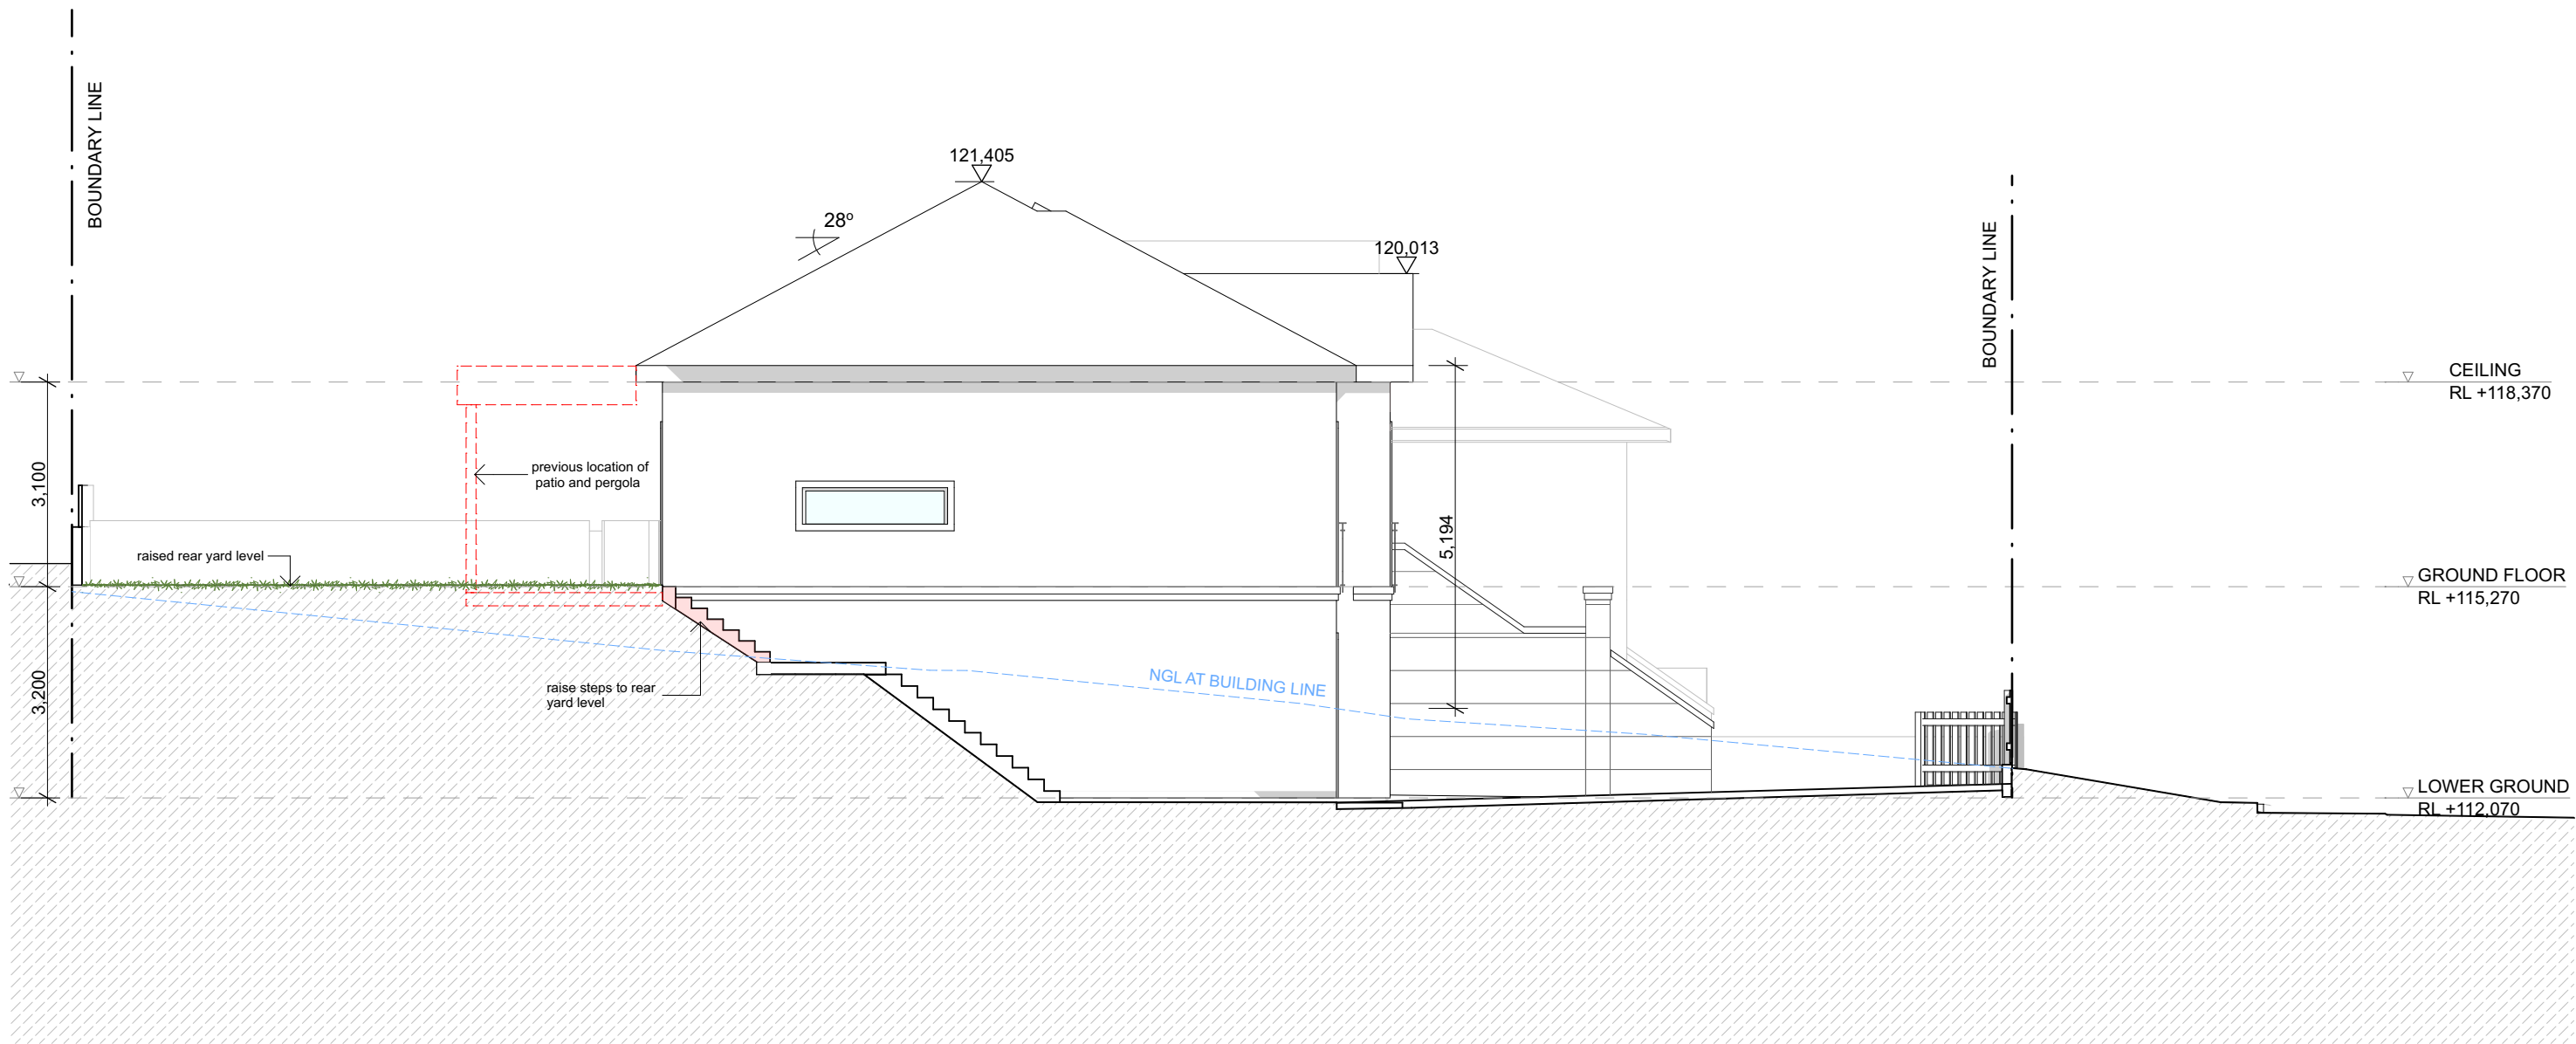 BOUNDARY LINE
121,405
28º
120,013
BOUNDARY LINE
CEILING
RL +118,370
3,100
previous location of
patio and pergola
5,194
raised rear yard level
GROUND FLOOR
RL +115,270
3,200
raise steps to rear
yard level
NGL AT BUILDING LINE
LOWER GROUND
RL +112,070